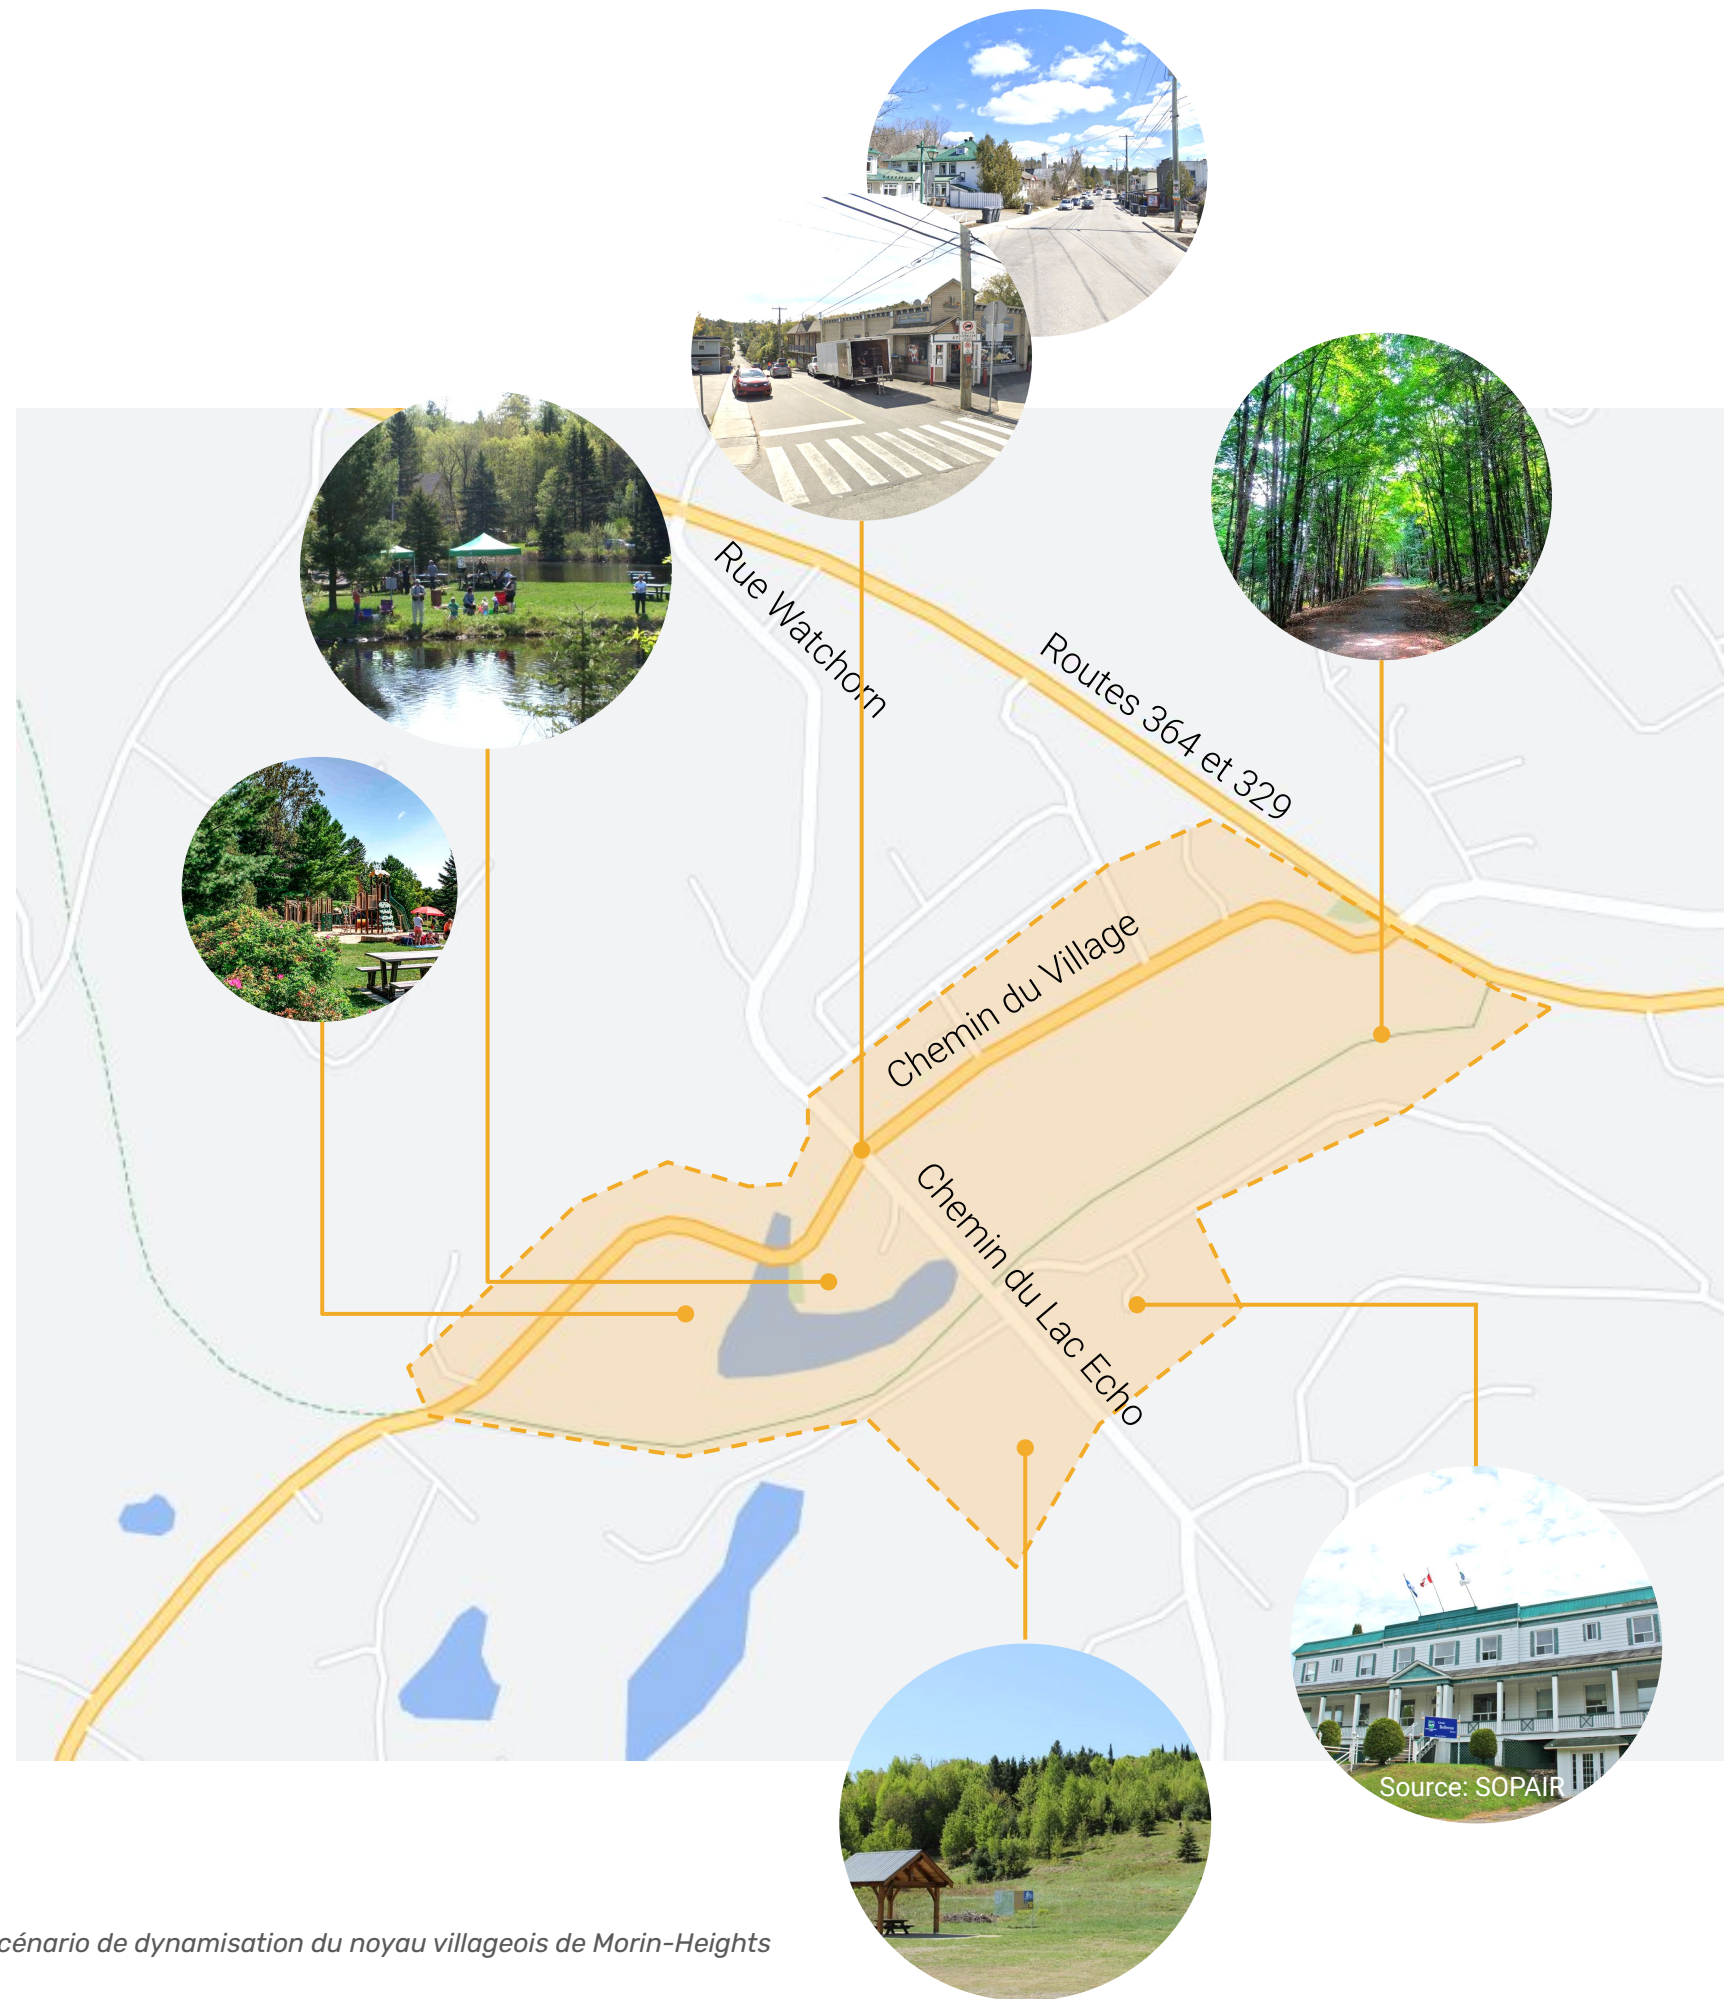 Rue Watchorn
Routes 364 et 329
Chemin du Village
Chemin du Lac Echo
Source: SOPAIR
cénario de dynamisation du noyau villageois de Morin-Heights